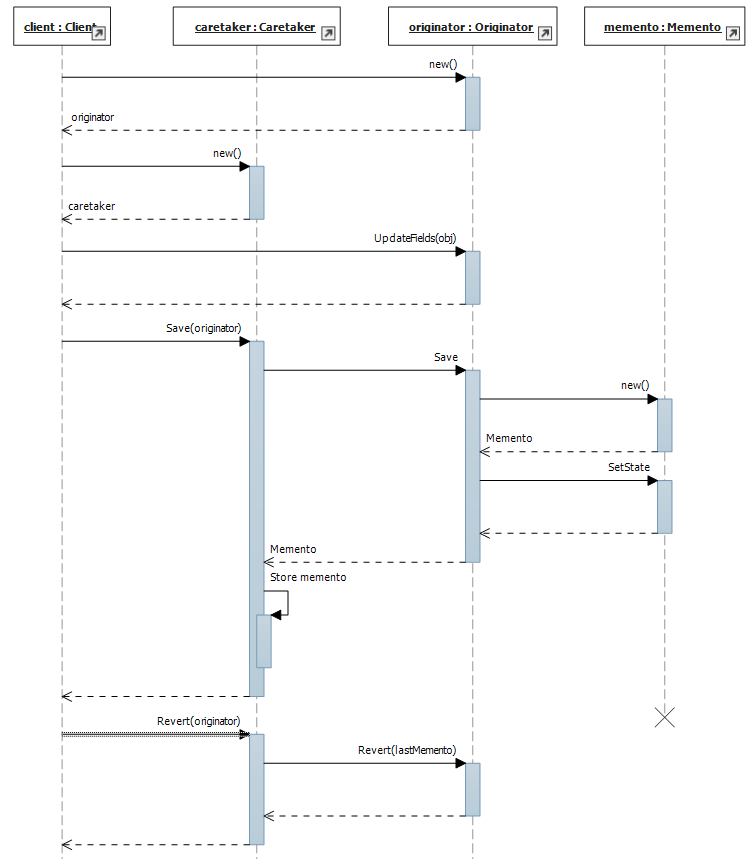 client : Client
caretaker : Caretaker
originator : Originator
memento : Memento
new()
originator
new()
caretaker
UpdateFields(obj)
Save(originator)
Save
new()
Memento
SetState
Memento
Store memento
Revert(originator)
Revert(lastMemento)